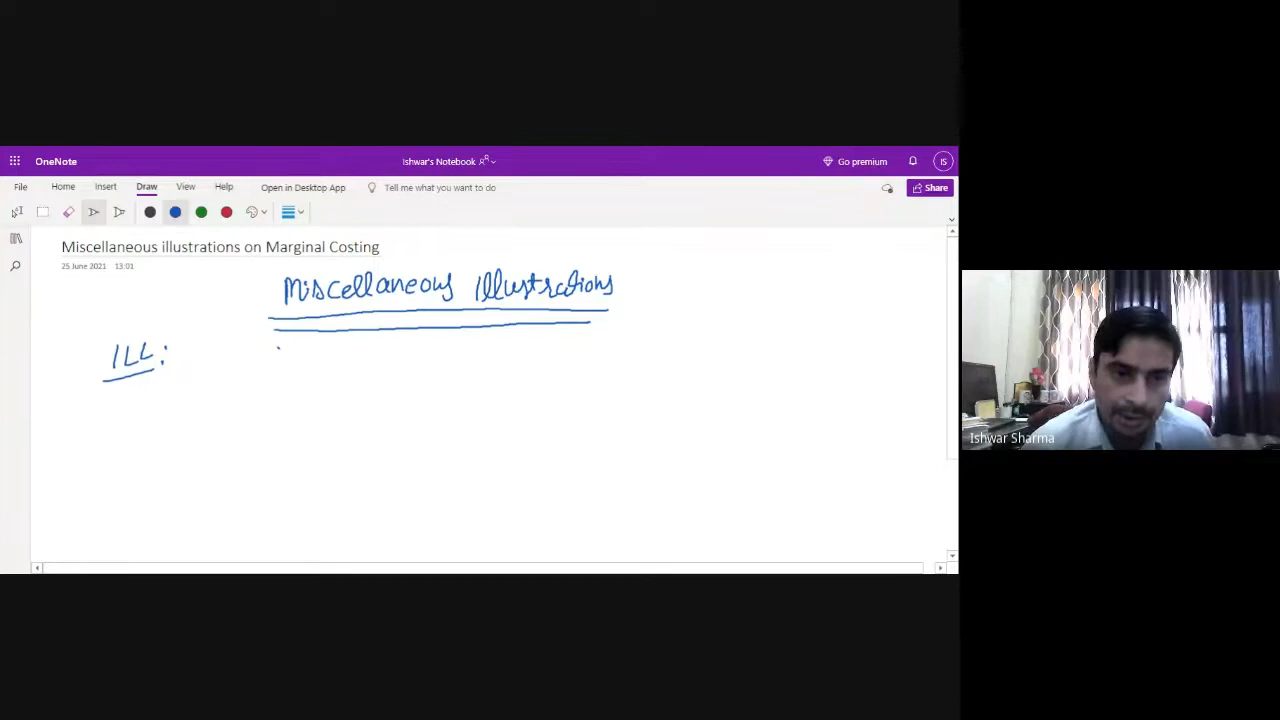 OneNote
Ishwar's Notebook
Go premium
IS
File Home Insert Draw View Help Open in Desktop App Tell me what you want to do
Share
Miscellaneous illustrations on Marginal Costing
25 June 2021 13:01
Miscellaneous Illustrations
ILL:
Ishwar Sharma